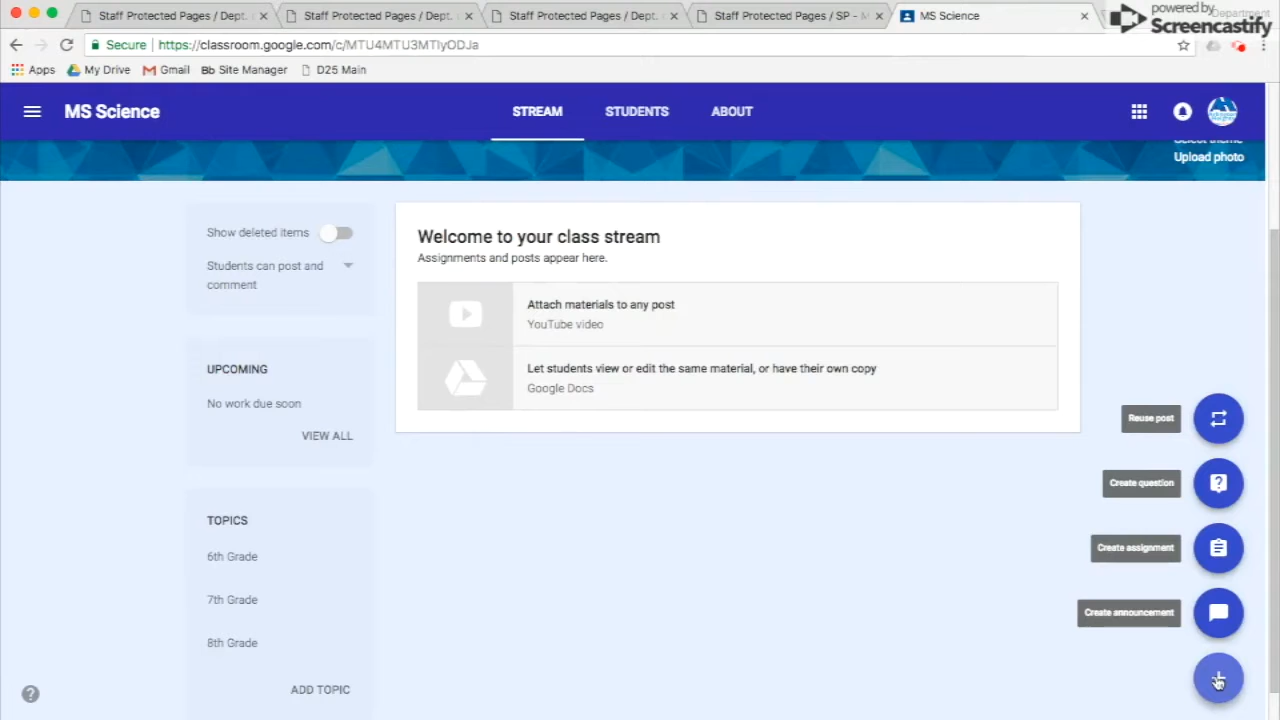 Staff Protected Pages / Dept.
Staff Protected Pages / Dept.
Staff Protected Pages / Dept.
Staff Protected Pages / SP -
MS Science
Department
powered by
Screencastify
Secure
https://classroom.google.com/c/MTU4MTU3MTIyODJa
Apps
My Drive
Gmail
Bb Site Manager
D25 Main
MS Science
STREAM
STUDENTS
ABOUT
Select theme
Upload photo
Show deleted items
Students can post and
comment
UPCOMING
No work due soon
VIEW ALL
TOPICS
6th Grade
7th Grade
8th Grade
ADD TOPIC
Welcome to your class stream
Assignments and posts appear here.
Attach materials to any post
YouTube video
Let students view or edit the same material, or have their own copy
Google Docs
Reuse post
Create question
Create assignment
Create announcement